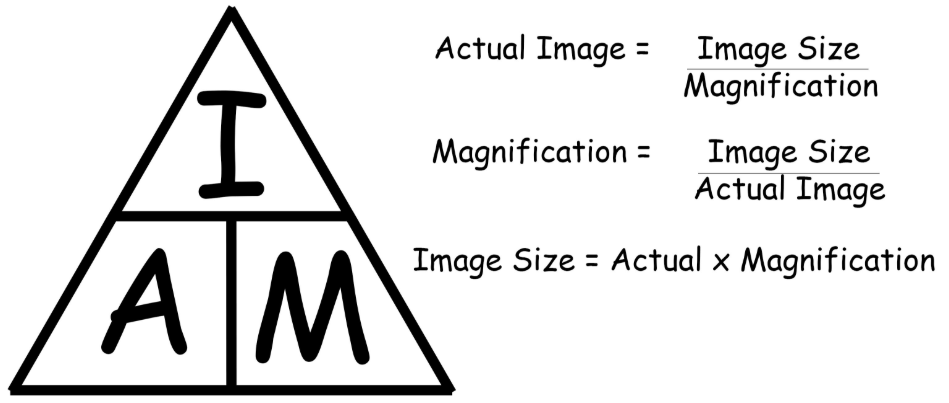 I
A M
Actual Image = Image Size
Magnification
Magnification = Image Size
Actual Image
Image Size = Actual x Magnification